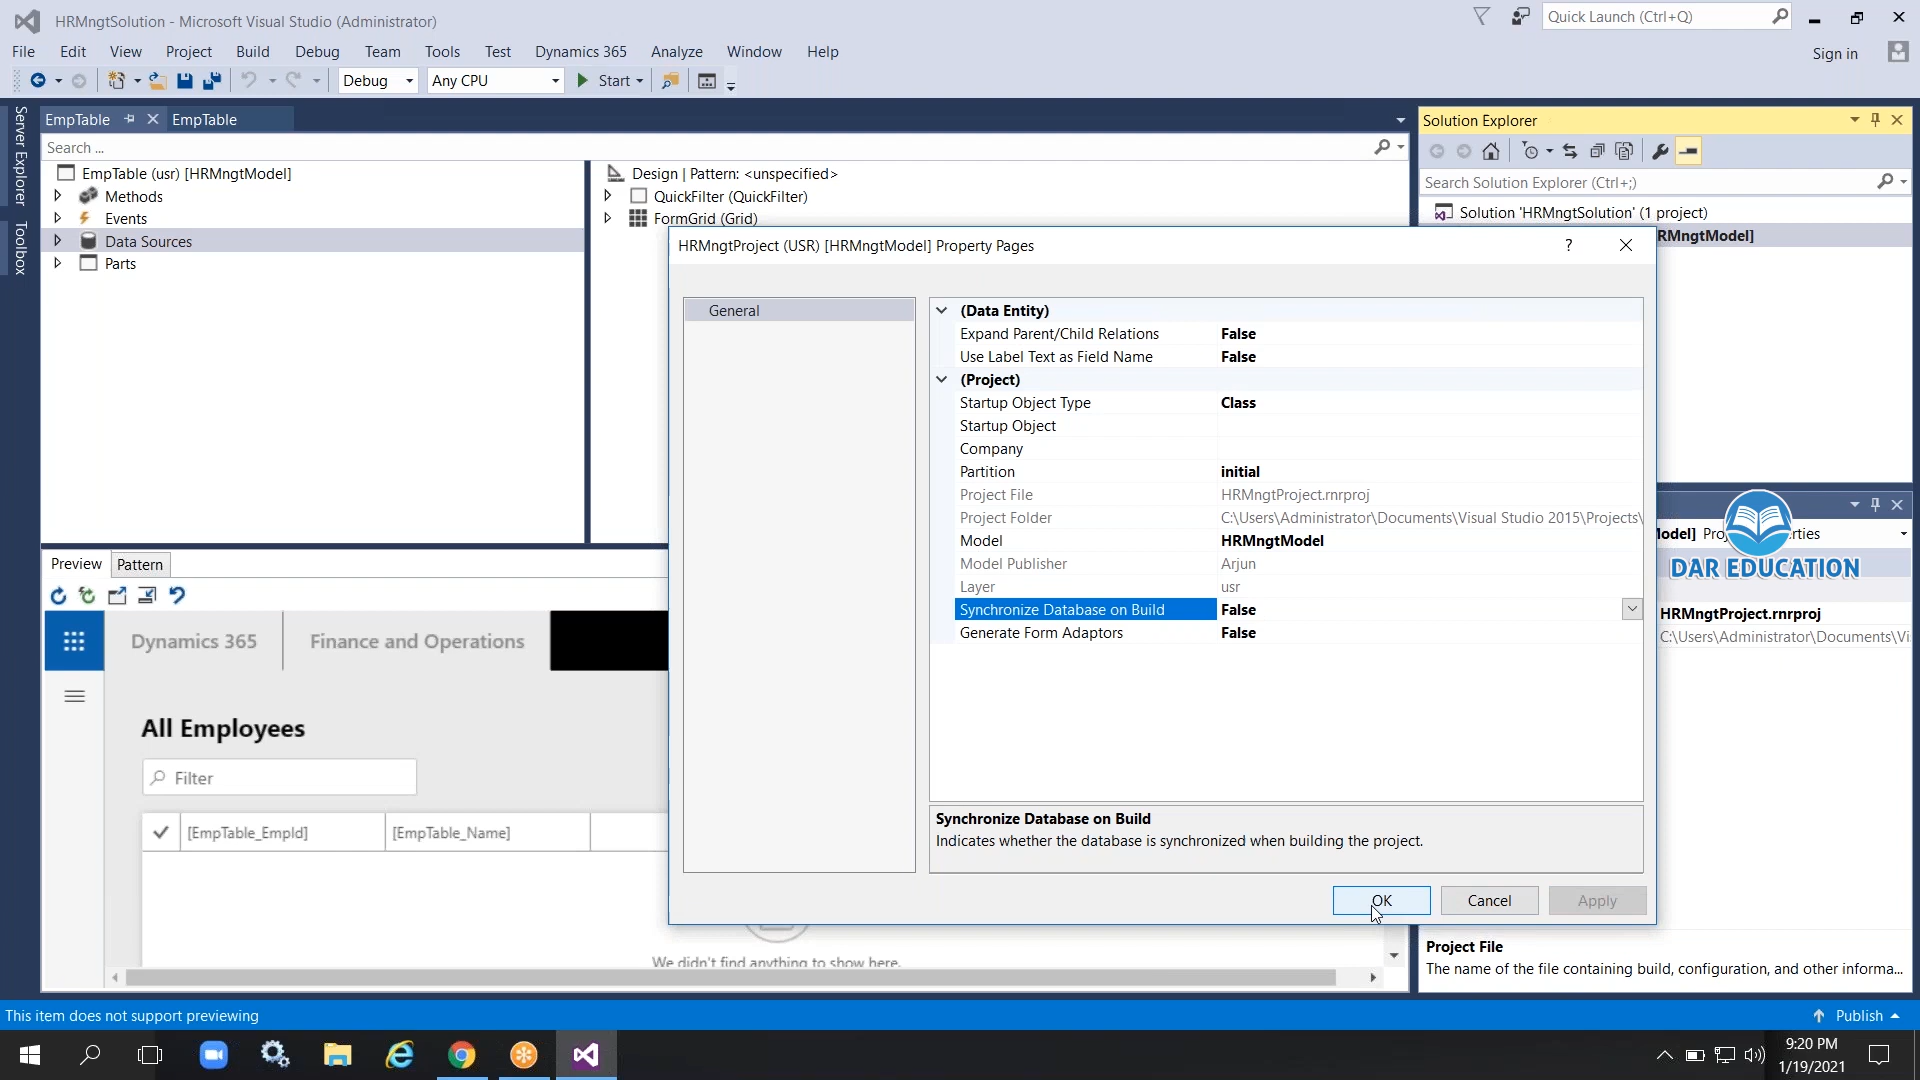 HRMngtSolution - Microsoft Visual Studio (Administrator)
Quick Launch (Ctrl+Q)
File Edit View Project Build Debug Team Tools Test Dynamics 365 Analyze Window Help
Sign in
Debug Any CPU Start
Server Explorer
Toolbox
EmpTable EmpTable
Search ...
EmpTable (usr) [HRMngtModel]
Methods
Events
Data Sources
Parts
Design | Pattern: <unspecified>
QuickFilter (QuickFilter)
FormGrid (Grid)
Solution Explorer
Search Solution Explorer (Ctrl+;)
Solution 'HRMngtSolution' (1 project)
RMngtModel]
HRMngtProject (USR) [HRMngtModel] Property Pages
?
General
(Data Entity)
Expand Parent/Child Relations False
Use Label Text as Field Name False
(Project)
Startup Object Type Class
Startup Object
Company
Partition initial
Project File HRMngtProject.rnrproj
Project Folder C:\Users\Administrator\Documents\Visual Studio 2015\Projects\
Model HRMngtModel
Model Publisher Arjun
Layer usr
Synchronize Database on Build False
Generate Form Adaptors False
Synchronize Database on Build
Indicates whether the database is synchronized when building the project.
OK Cancel Apply
DAR EDUCATION
HRMngtProject.rnrproj
C:\Users\Administrator\Documents\Vi
Project File
The name of the file containing build, configuration, and other informa...
Preview Pattern
Dynamics 365 Finance and Operations
All Employees
Filter
[EmpTable_EmpId] [EmpTable_Name]
We didn't find anything to show here.
This item does not support previewing
Publish
9:20 PM
1/19/2021